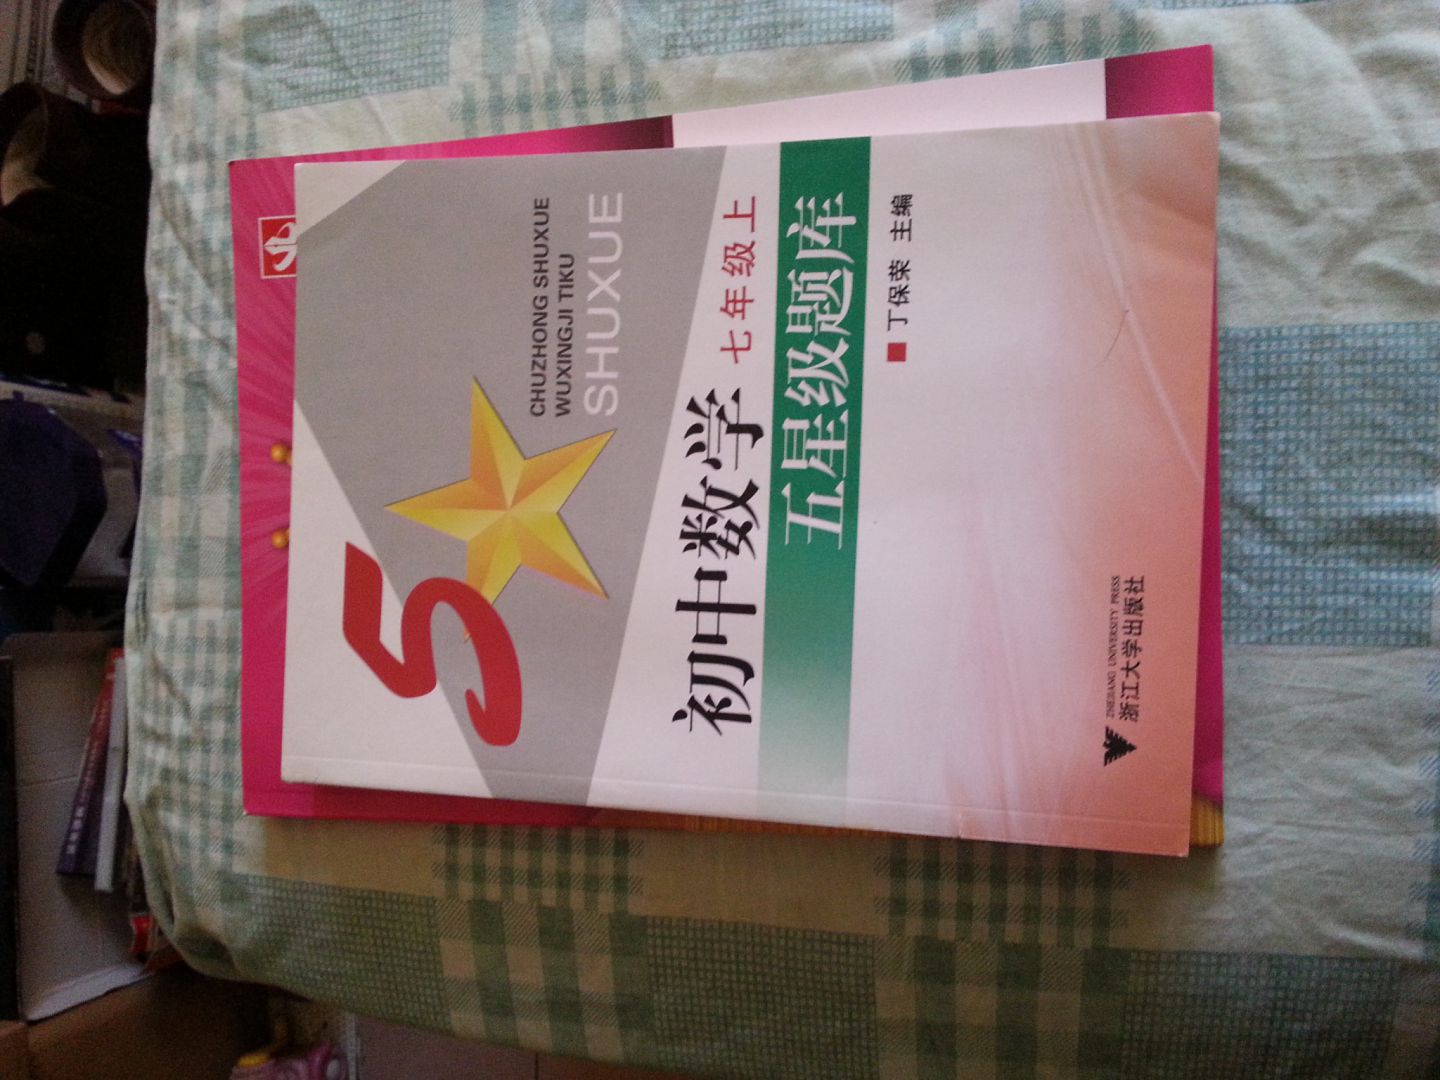 5
CHUZHONG SHUXUE
WUXINGJI TIKU
SHUXUE
初中数学 七年级上
五星级题库
丁保荣 主编
ZHEJIANG UNIVERSITY PRESS
浙江大学出版社